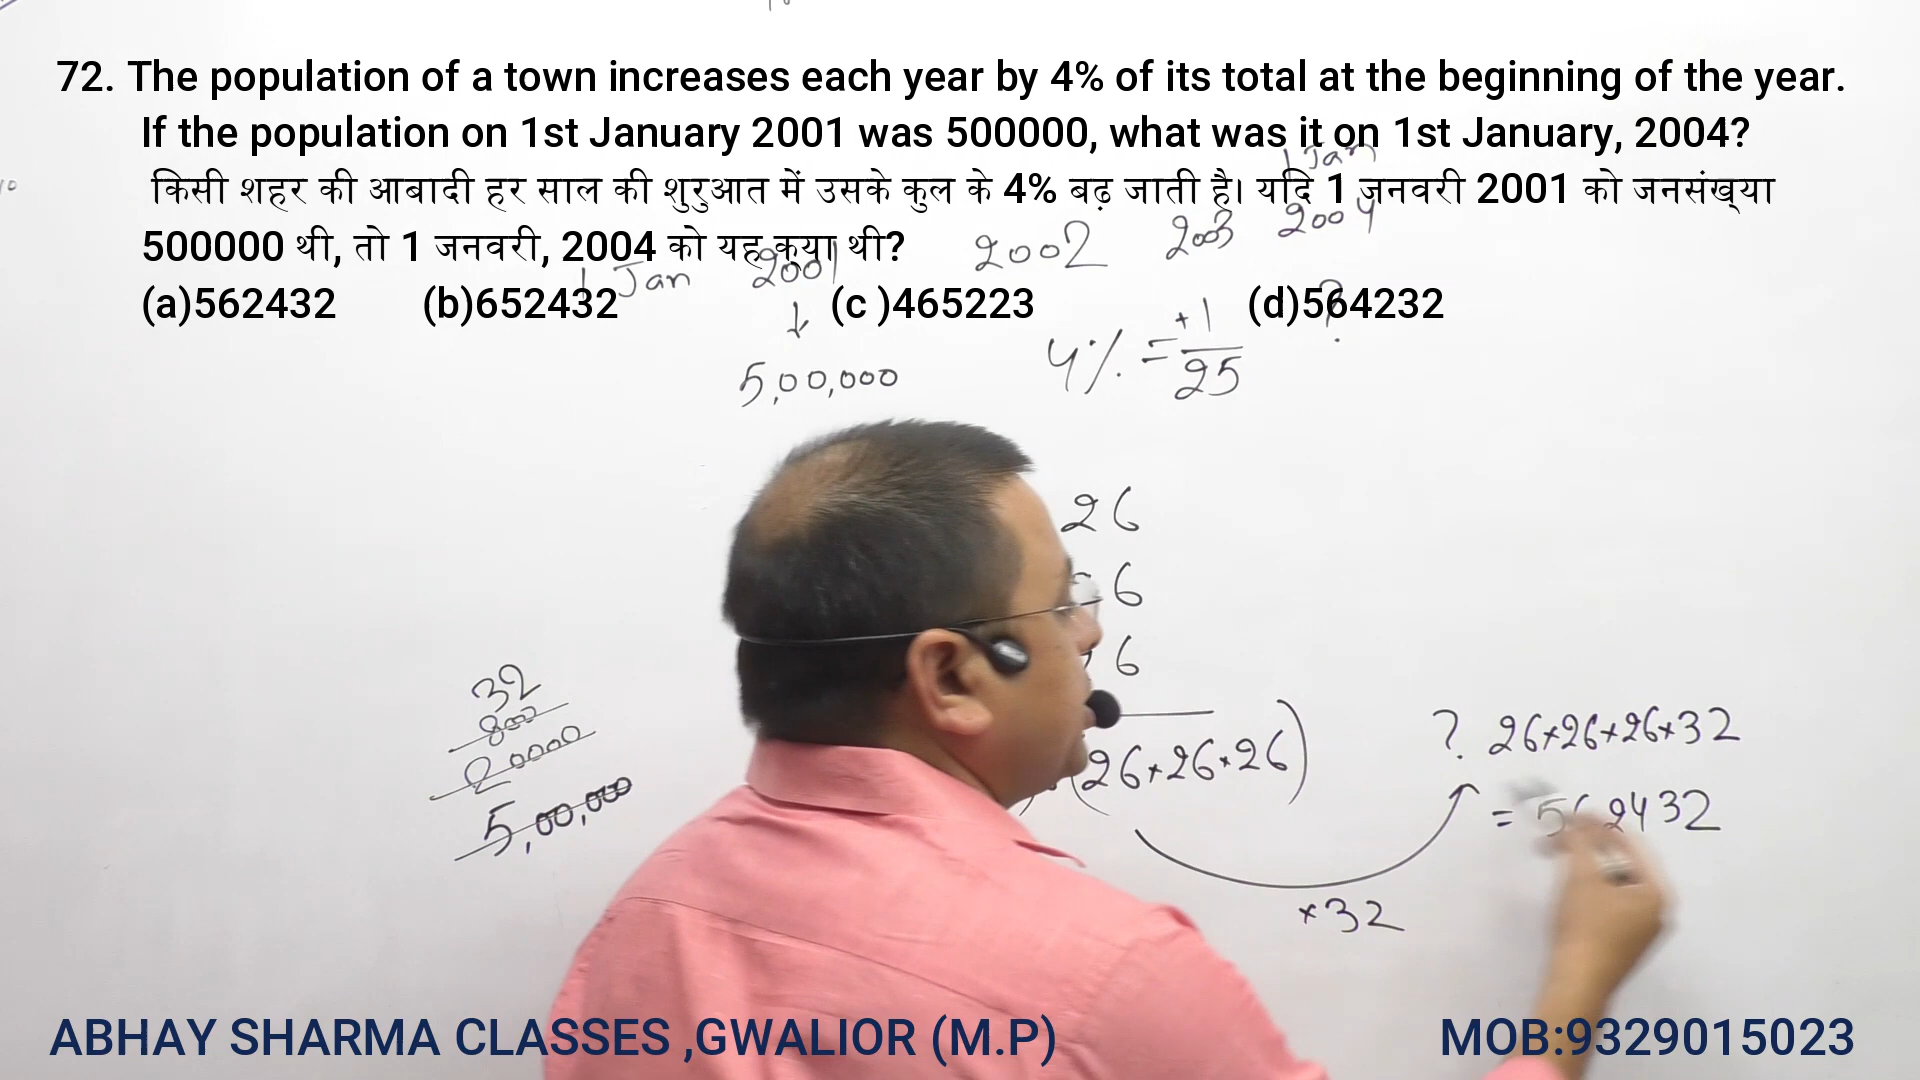 72. The population of a town increases each year by 4% of its total at the beginning of the year.
If the population on 1st January 2001 was 500000, what was it on 1st January, 2004?
1 Jan
किसी शहर की आबादी हर साल की शुरुआत में उसके कुल के 4% बढ़ जाती है। यदि 1 जनवरी 2001 को जनसंख्या
2002 2003 2004
500000 थी, तो 1 जनवरी, 2004 को यह क्या थी?
1 Jan 2001
(a)562432 (b)652432 (c )465223 (d)564232
?
5,00,000
4% = +1/25
26
6
6
(26×26×26)
32
800
20000
5,00,000
? 26×26×26×32
= 562432
×32
ABHAY SHARMA CLASSES ,GWALIOR (M.P)
MOB:9329015023